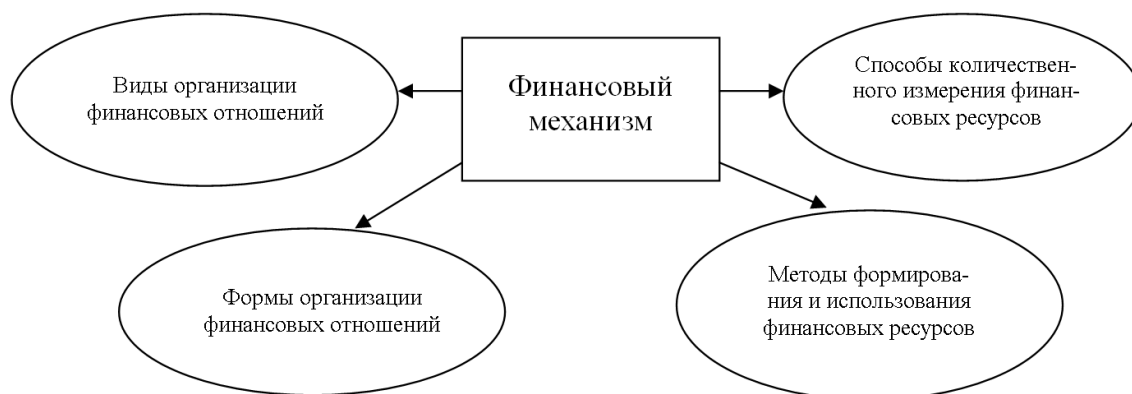 Виды организации
финансовых отношений
Финансовый
механизм
Способы количествен-
ного измерения финан-
совых ресурсов
Формы организации
финансовых отношений
Методы формирова-
ния и использования
финансовых ресурсов